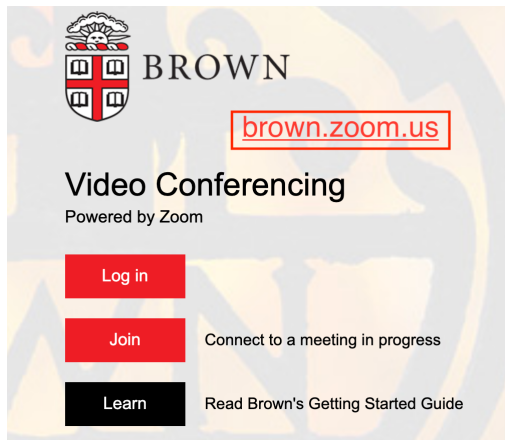 BROWN
brown.zoom.us
Video Conferencing
Powered by Zoom
Log in
Join Connect to a meeting in progress
Learn Read Brown's Getting Started Guide